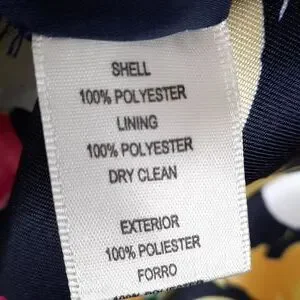 SHELL
100% POLYESTER
LINING
100% POLYESTER
DRY CLEAN
EXTERIOR
100% POLIESTER
FORRO